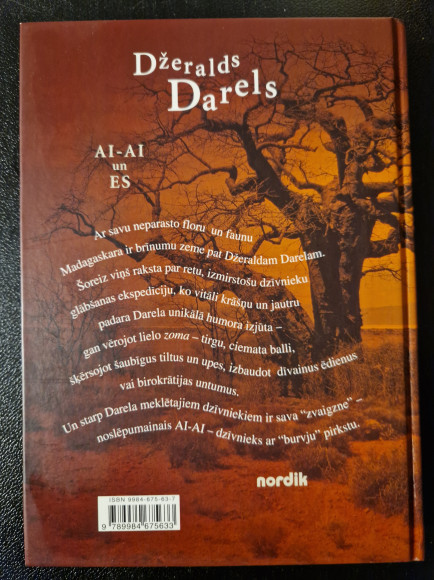 Džeralds
Darels
AI-AI
un
ES
Ar savu neparasto floru un faunu
Madagaskara ir brīnumu zeme pat Džeraldam Darelam.
Šoreiz viņš raksta par retu, izmirstošu dzīvnieku
glābšanas ekspedīciju, ko vitāli krāšņu un jautru
padara Darela unikālā humora izjūta –
gan vērojot lielo zoma – tirgu, ciemata balli,
šķērsojot šaubīgus tiltus un upes, izbaudot dīvainus ēdienus
vai birokrātijas untumus.
Un starp Darela meklētajiem dzīvniekiem ir sava “zvaigzne” –
noslēpumainais AI-AI – dzīvnieks ar “burvju” pirkstu.
nordik
ISBN 9984-675-63-7
9 789984 675633